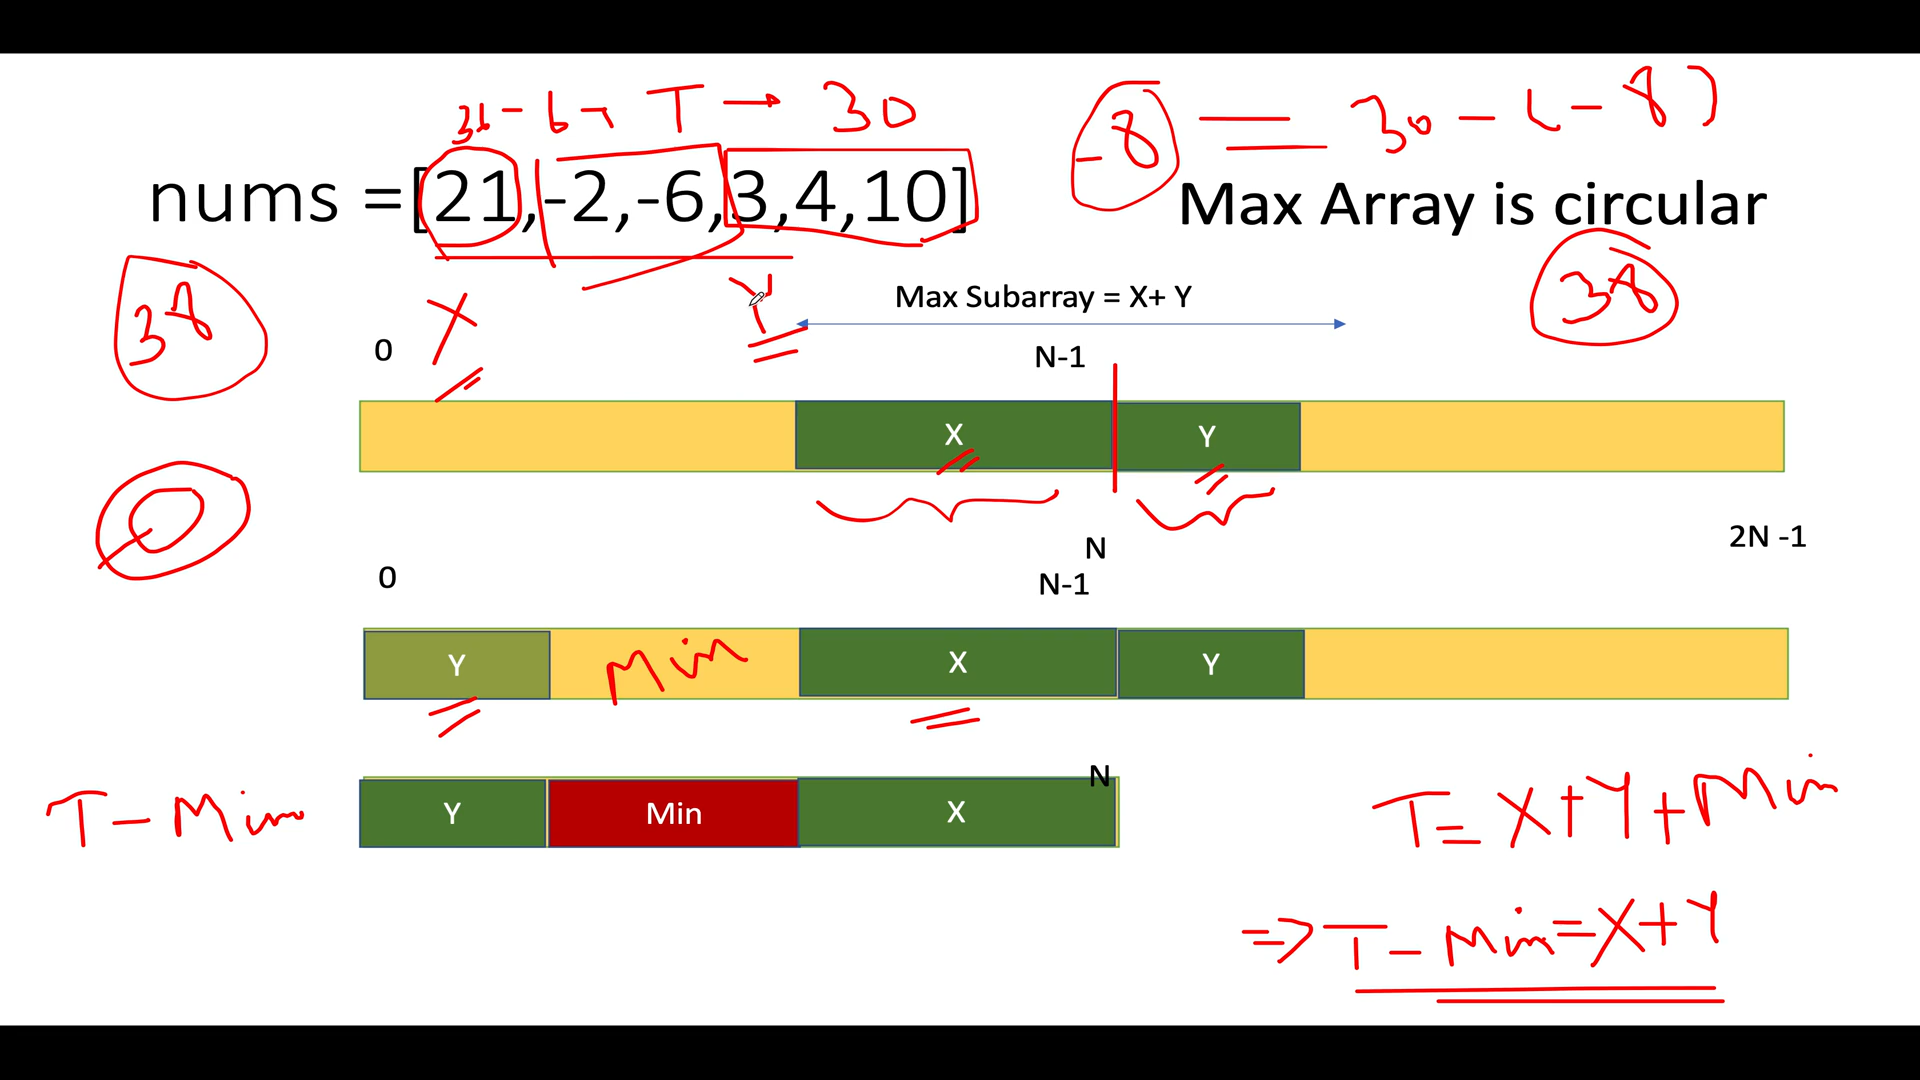 36 - 6 → T → 30
-8 = 30 - (-8)
nums =[21,-2,-6,3,4,10]
Max Array is circular
38
38
X
Y
Max Subarray = X+ Y
0
N-1
X
Y
N
2N -1
0
N-1
Y
Min
X
Y
N
T - Min
Y
Min
X
T = X+Y+Min
=> T - Min = X+Y